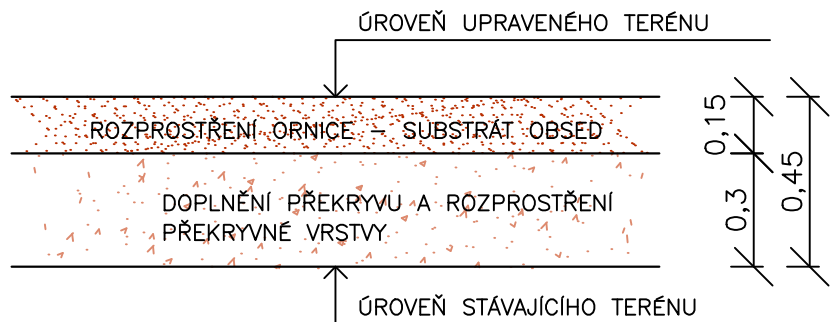 ÚROVEŇ UPRAVENÉHO TERÉNU
ROZPROSTŘENÍ ORNICE – SUBSTRÁT OBSED
0,15
DOPLNĚNÍ PŘEKRYVU A ROZPROSTŘENÍ
PŘEKRYVNÉ VRSTVY
0,3
0,45
ÚROVEŇ STÁVAJÍCÍHO TERÉNU